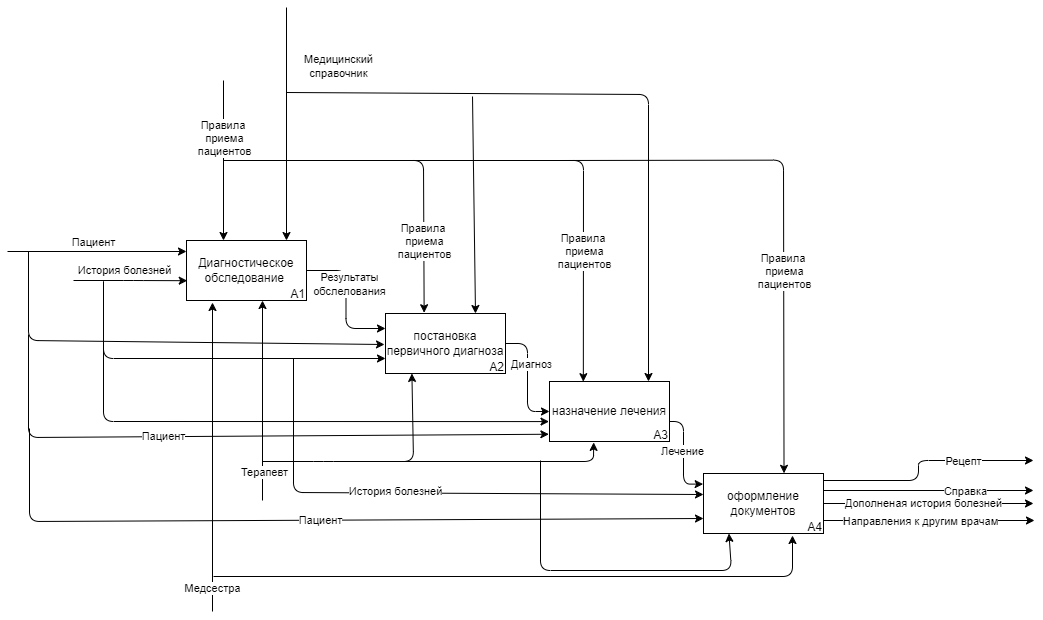 Медицинский
справочник
Правила
приема
пациентов
Правила
приема
пациентов
Правила
приема
пациентов
Правила
приема
пациентов
Пациент
История болезней
Диагностическое
обследование
A1
Результаты
обслелования
постановка
первичного диагноза
A2
Диагноз
назначение лечения
A3
Пациент
Лечение
Терапевт
История болезней
Пациент
оформление
документов
A4
Рецепт
Справка
Дополненая история болезней
Направления к другим врачам
Медсестра